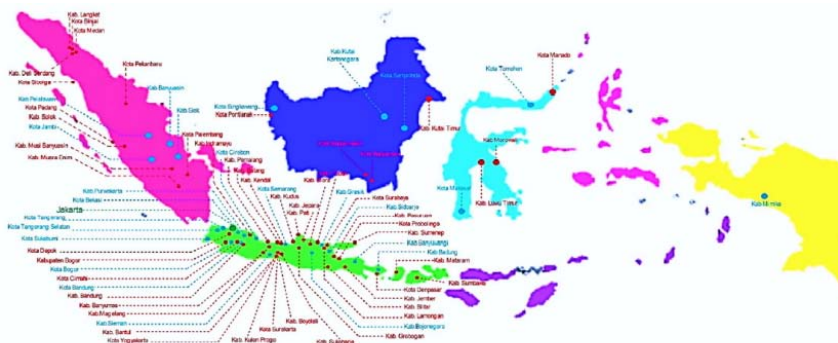 Kab. Langkat
Kota Binjai
Kota Medan
Kab. Deli Serdang
Kota Sibolga
Kota Pekanbaru
Kab. Banyuasin
Kota Padang
Kab. Solok
Kota Jambi
Kab. Musi Banyuasin
Kab. Muara Enim
Kota Palembang
Kab. Indramayu
Kota Cirebon
Kab. Pemalang
Kab. Kendal
Kota Semarang
Kab. Kudus
Kab. Jepara
Kab. Pati
Kab. Gresik
Kota Surabaya
Kab. Sidoarjo
Kab. Pasuruan
Kota Probolinggo
Kab. Sumenep
Kab. Banyuwangi
Kab. Badung
Kab. Mataram
Kab. Sumbawa
Kota Denpasar
Kab. Jember
Kab. Blitar
Kab. Lamongan
Kab. Bojonegoro
Kab. Grobogan
Kab. Boyolali
Kota Surakarta
Kab. Kulon Progo
Kota Yogyakarta
Kab. Bantul
Kab. Sleman
Kab. Magelang
Kab. Banyumas
Kab. Bandung
Kota Bandung
Kota Cimahi
Kota Bogor
Kabupaten Bogor
Kota Depok
Kota Sukabumi
Kota Tangerang Selatan
Kota Tangerang
Jakarta
Kota Bekasi
Kab. Purwakarta
Kota Singkawang
Kota Pontianak
Kab. Kutai
Kartanegara
Kota Samarinda
Kab. Kutai Timur
Kota Tomohon
Kota Manado
Kab. Morowali
Kab. Luwu Timur
Kota Makassar
Kab. Mimika